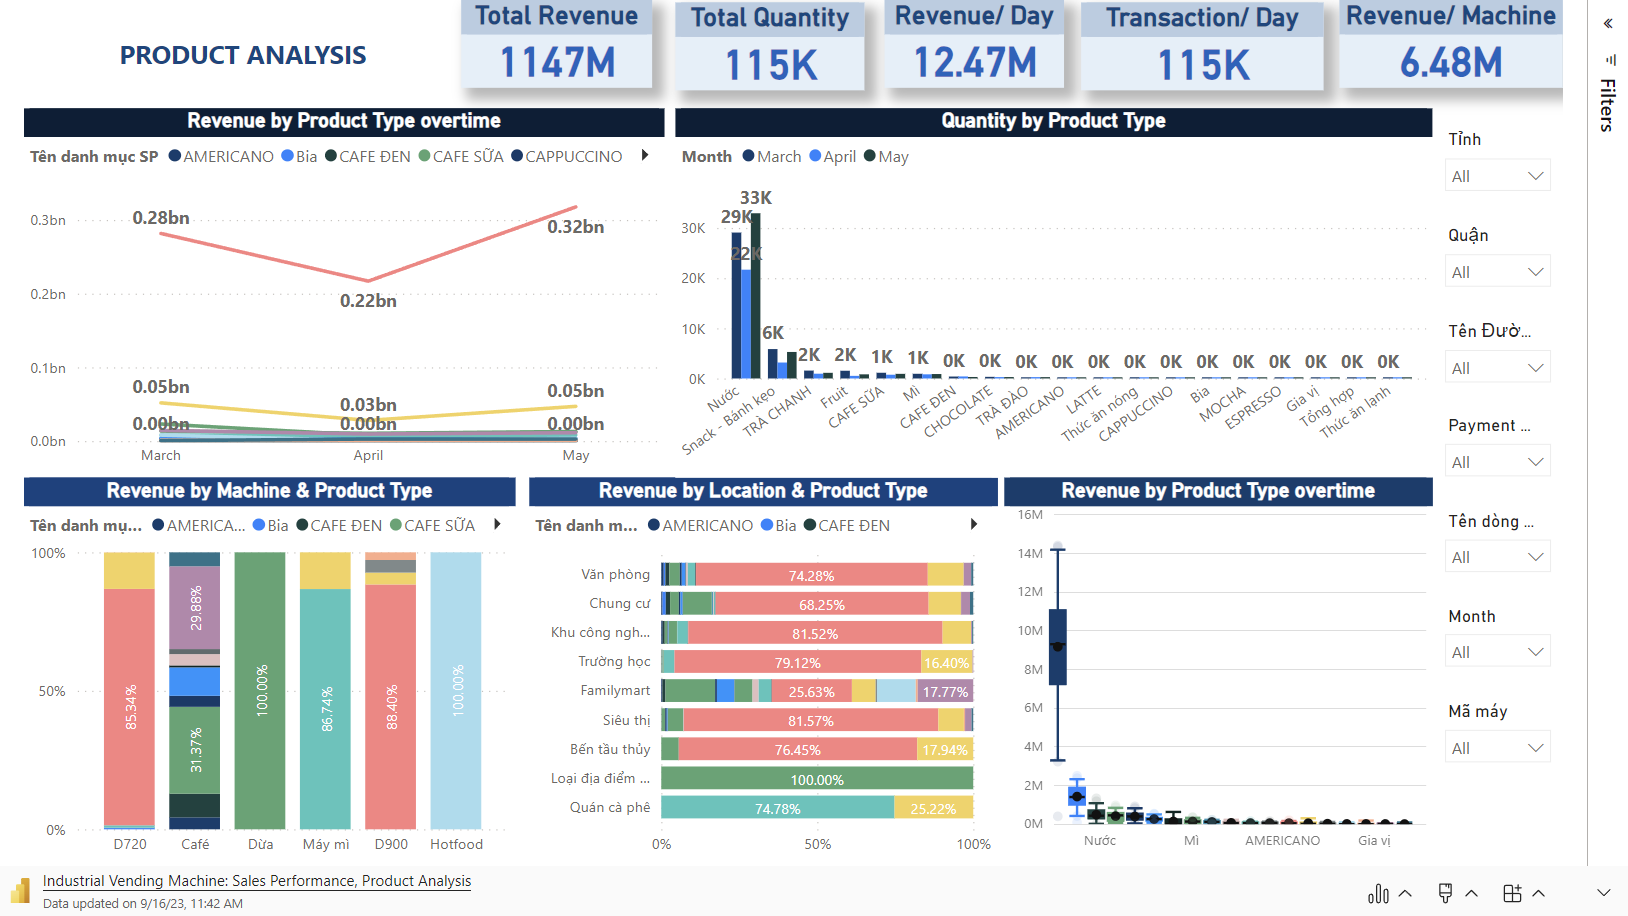 PRODUCT ANALYSIS
Total Revenue
1147M
Total Quantity
115K
Revenue/ Day
12.47M
Transaction/ Day
115K
Revenue/ Machine
6.48M
Filters
Revenue by Product Type overtime
Tên danh mục SP AMERICANO Bia CAFE ĐEN CAFE SỮA CAPPUCCINO
0.3bn
0.2bn
0.1bn
0.0bn
0.28bn
0.22bn
0.32bn
0.05bn
0.03bn
0.05bn
0.00bn
0.00bn
0.00bn
March
April
May
Quantity by Product Type
Month March April May
30K
20K
10K
0K
29K
33K
22K
6K
2K
2K
1K
1K
0K
0K
0K
0K
0K
0K
0K
0K
0K
0K
0K
0K
0K
Nước
Snack - Bánh kẹo
TRÀ CHANH
Fruit
CAFE SỮA
Mì
CAFE ĐEN
CHOCOLATE
TRÀ ĐÀO
AMERICANO
LATTE
Thức ăn nóng
CAPPUCCINO
Bia
MOCHA
ESPRESSO
Gia vị
Tổng hợp
Thức ăn lạnh
Tỉnh
All
Quận
All
Tên Đườ...
All
Payment ...
All
Tên dòng ...
All
Month
All
Mã máy
All
Revenue by Machine & Product Type
Tên danh mụ... AMERICA... Bia CAFE ĐEN CAFE SỮA
100%
50%
0%
85.34%
29.88%
31.37%
100.00%
86.74%
88.40%
100.00%
D720
Café
Dừa
Máy mì
D900
Hotfood
Revenue by Location & Product Type
Tên danh m... AMERICANO Bia CAFE ĐEN
Văn phòng
74.28%
Chung cư
68.25%
Khu công ngh...
81.52%
Trường học
79.12%
16.40%
Familymart
25.63%
17.77%
Siêu thị
81.57%
Bến tầu thủy
76.45%
17.94%
Loại địa điểm ...
100.00%
Quán cà phê
74.78%
25.22%
0%
50%
100%
Revenue by Product Type overtime
16M
14M
12M
10M
8M
6M
4M
2M
0M
Nước
Mì
AMERICANO
Gia vị
Industrial Vending Machine: Sales Performance, Product Analysis
Data updated on 9/16/23, 11:42 AM